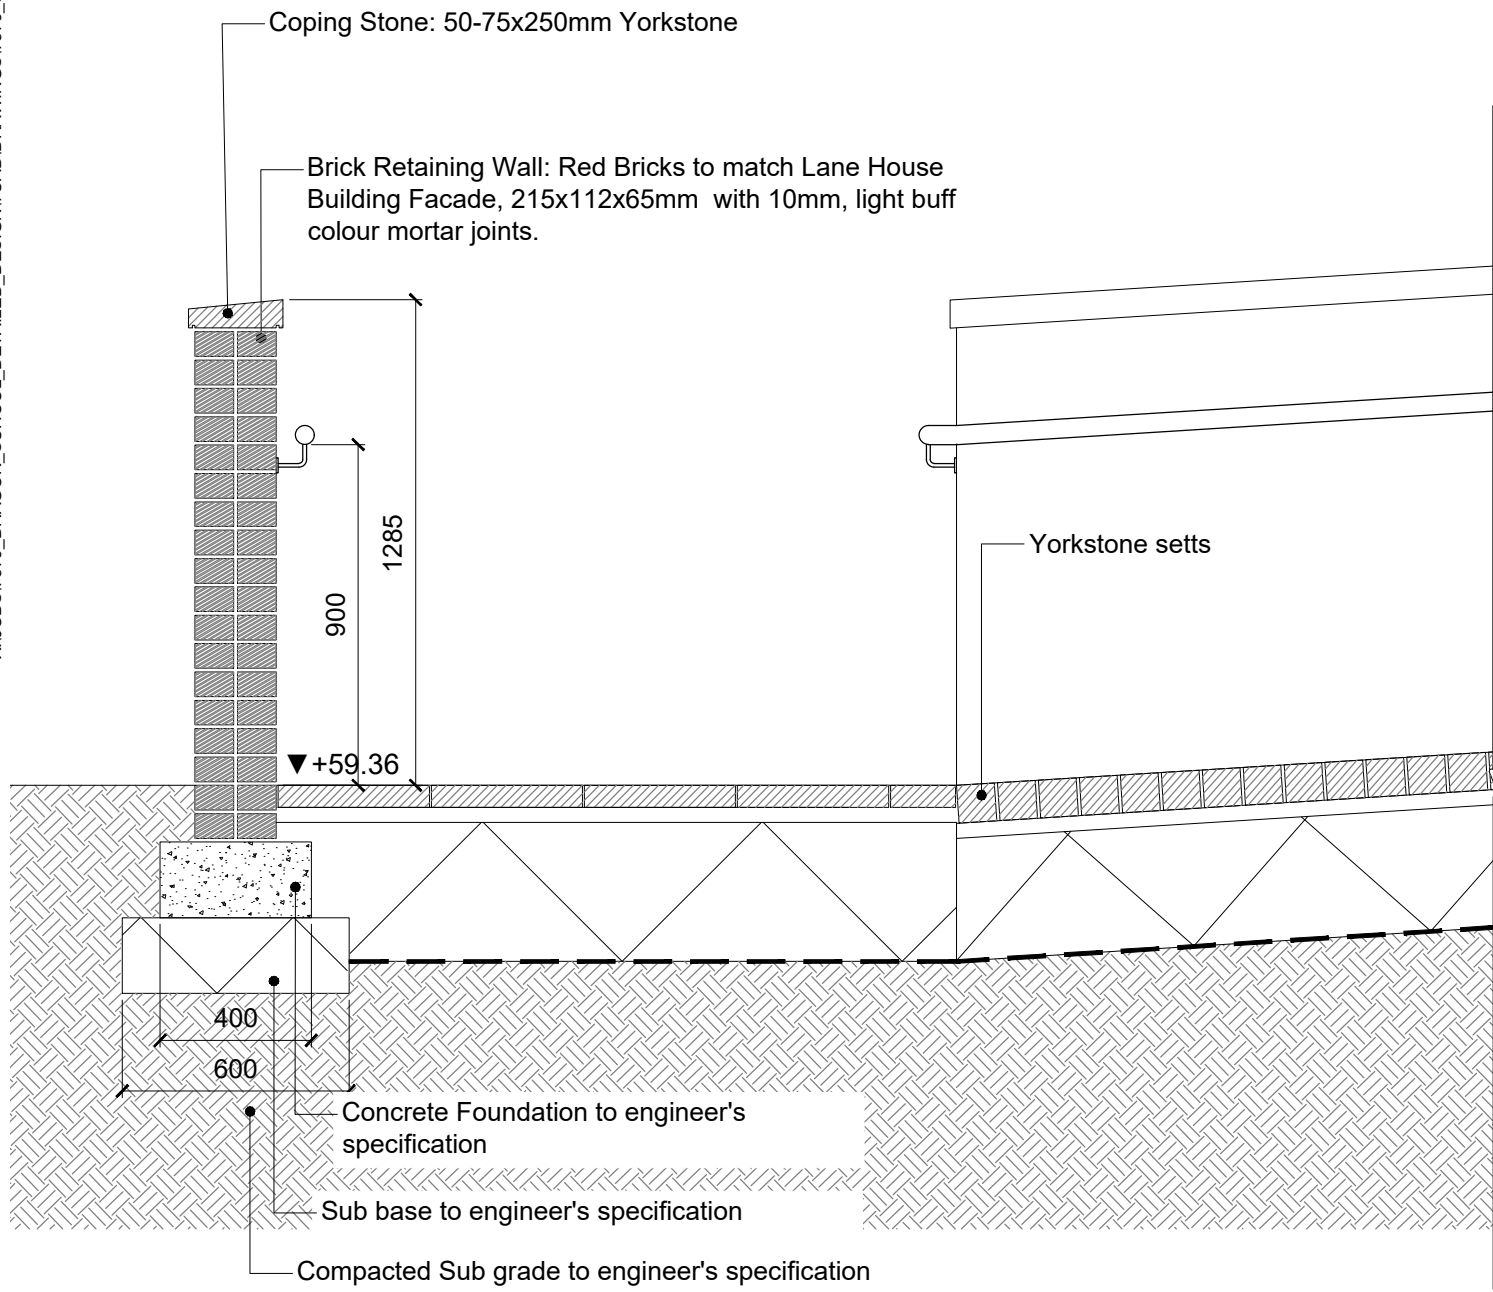 Coping Stone: 50-75x250mm Yorkstone
Brick Retaining Wall: Red Bricks to match Lane House
Building Facade, 215x112x65mm  with 10mm, light buff
colour mortar joints.
1285
900
Yorkstone setts
▼+59.36
400
600
Concrete Foundation to engineer's
specification
Sub base to engineer's specification
Compacted Sub grade to engineer's specification